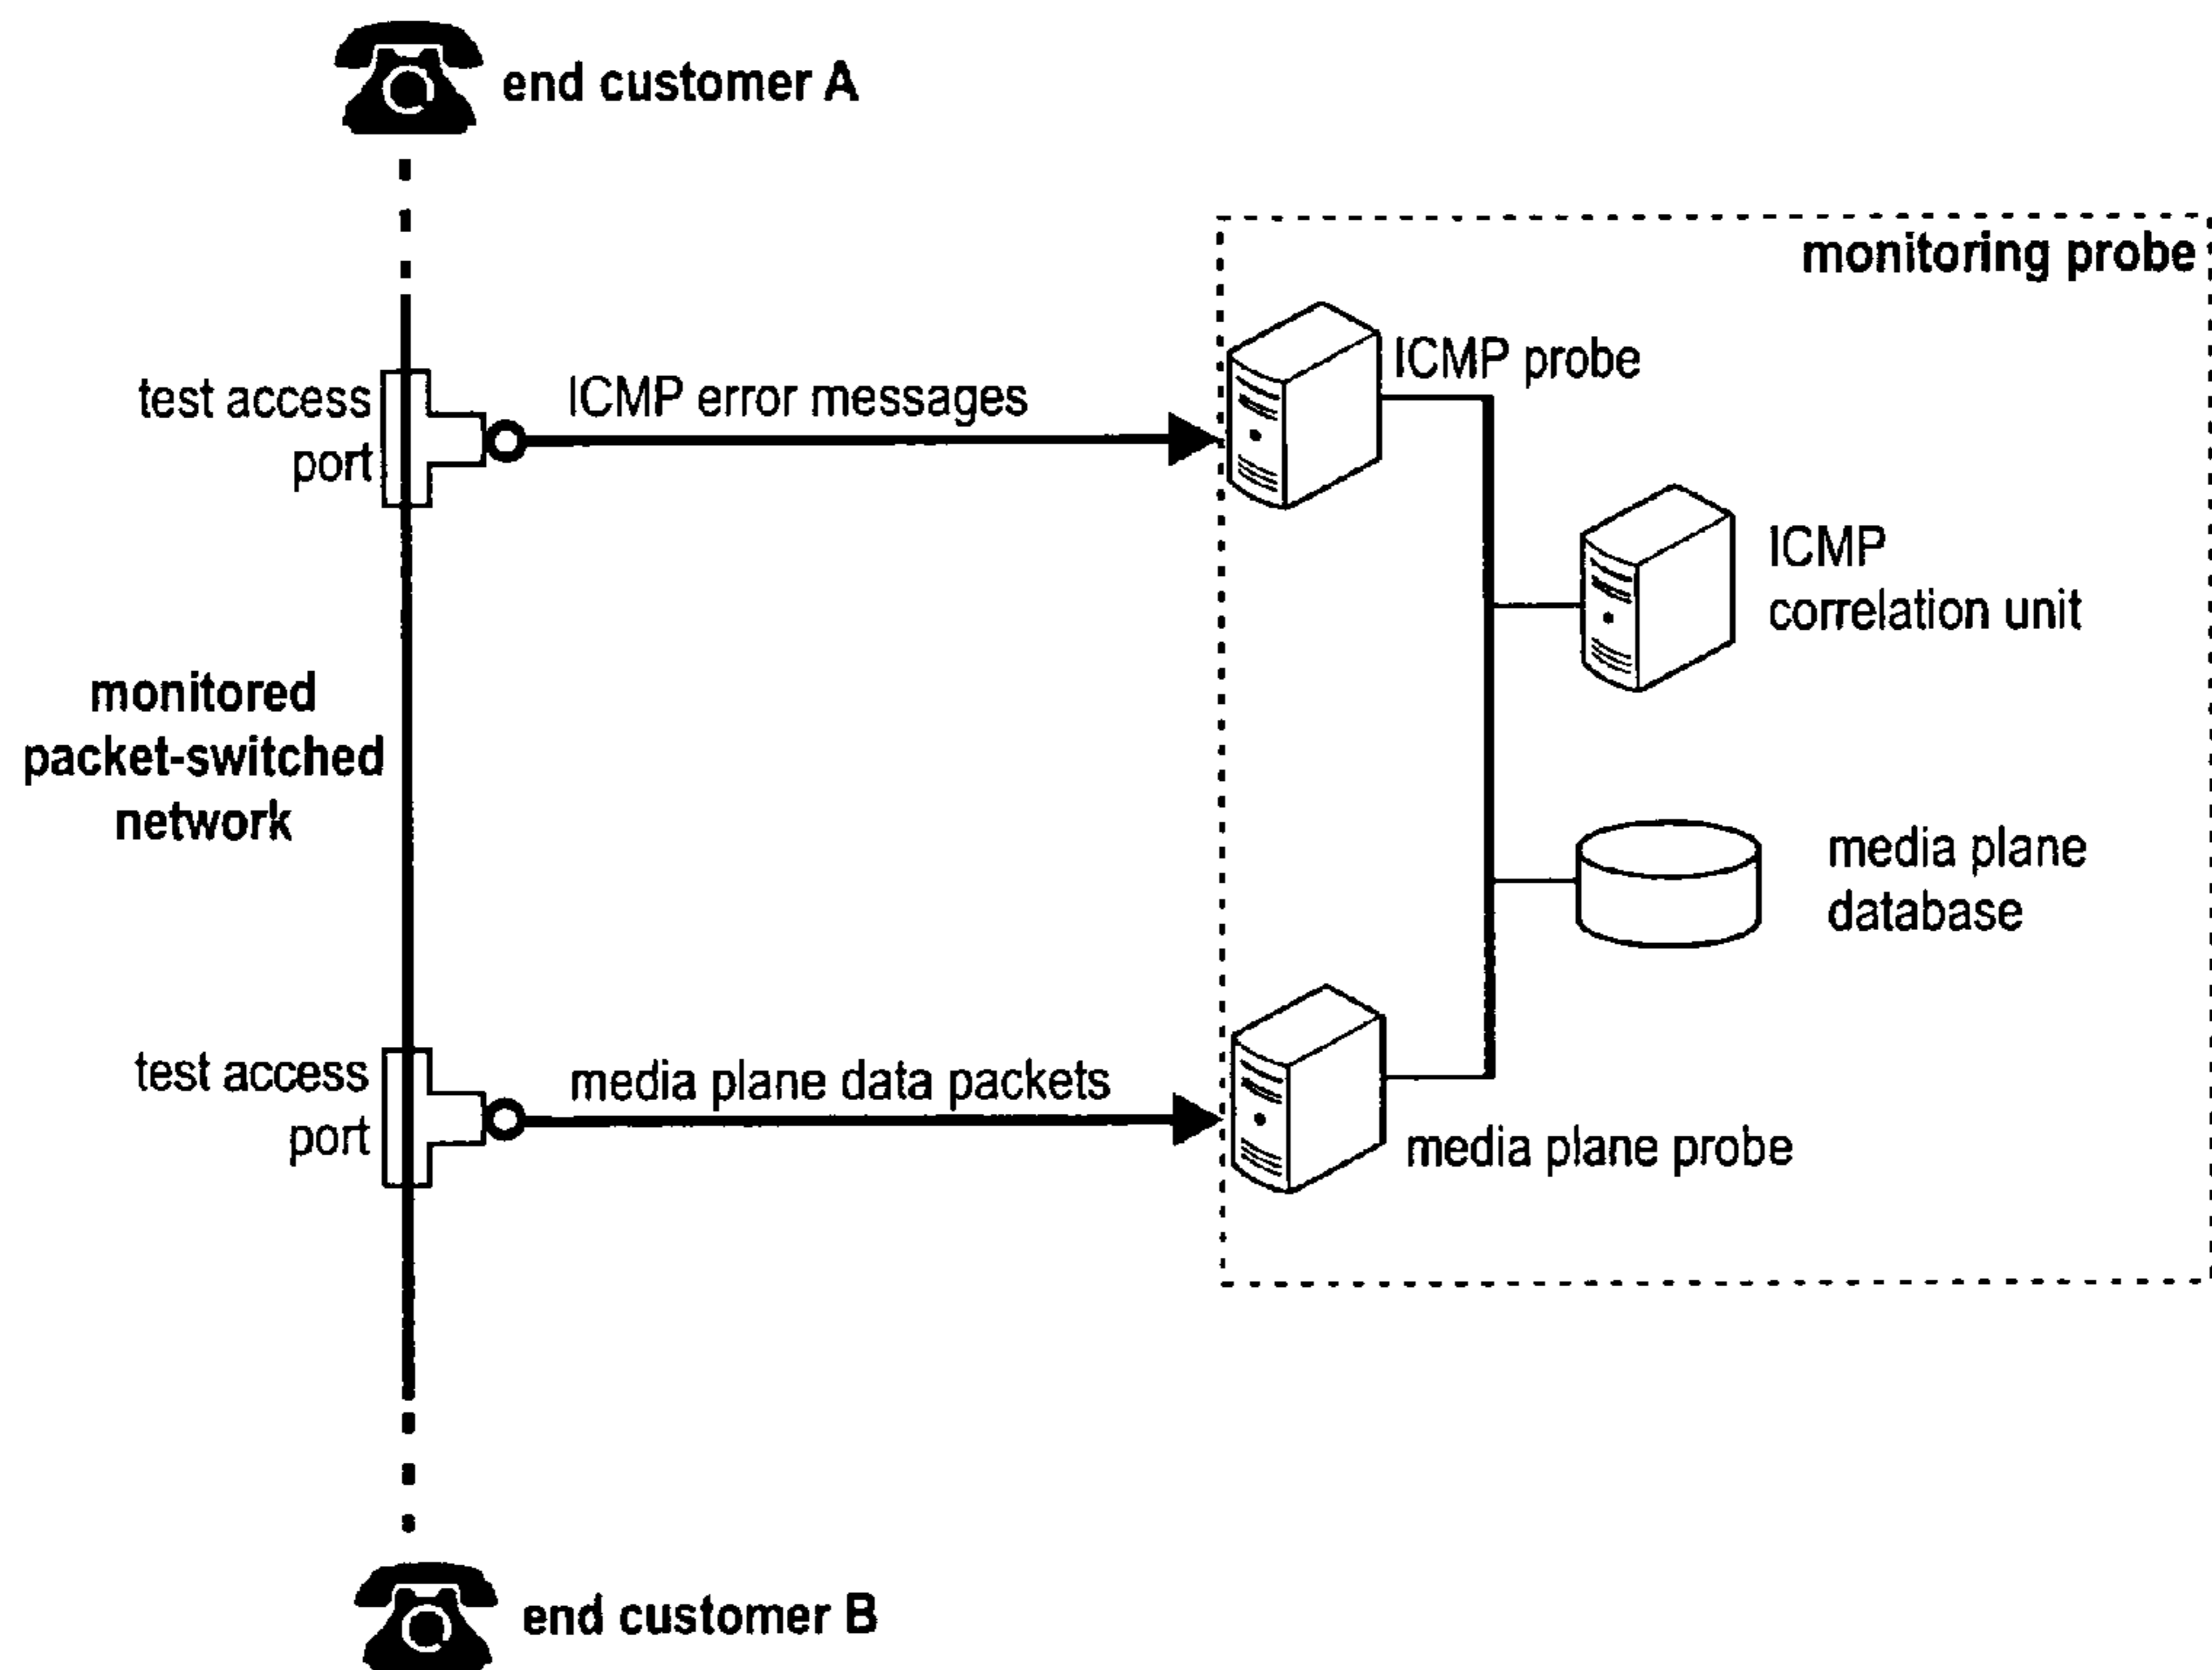 end customer A
monitoring probe
test access
port
ICMP error messages
ICMP probe
ICMP
correlation unit
monitored
packet-switched
network
media plane
database
test access
port
media plane data packets
media plane probe
end customer B